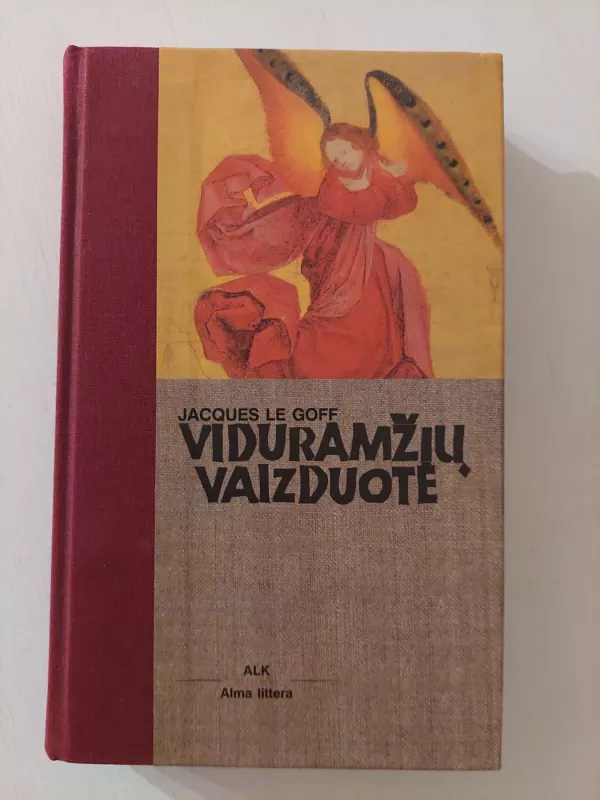 JACQUES LE GOFF
VIDURAMŽIŲ
VAIZDUOTĖ
ALK
Alma littera